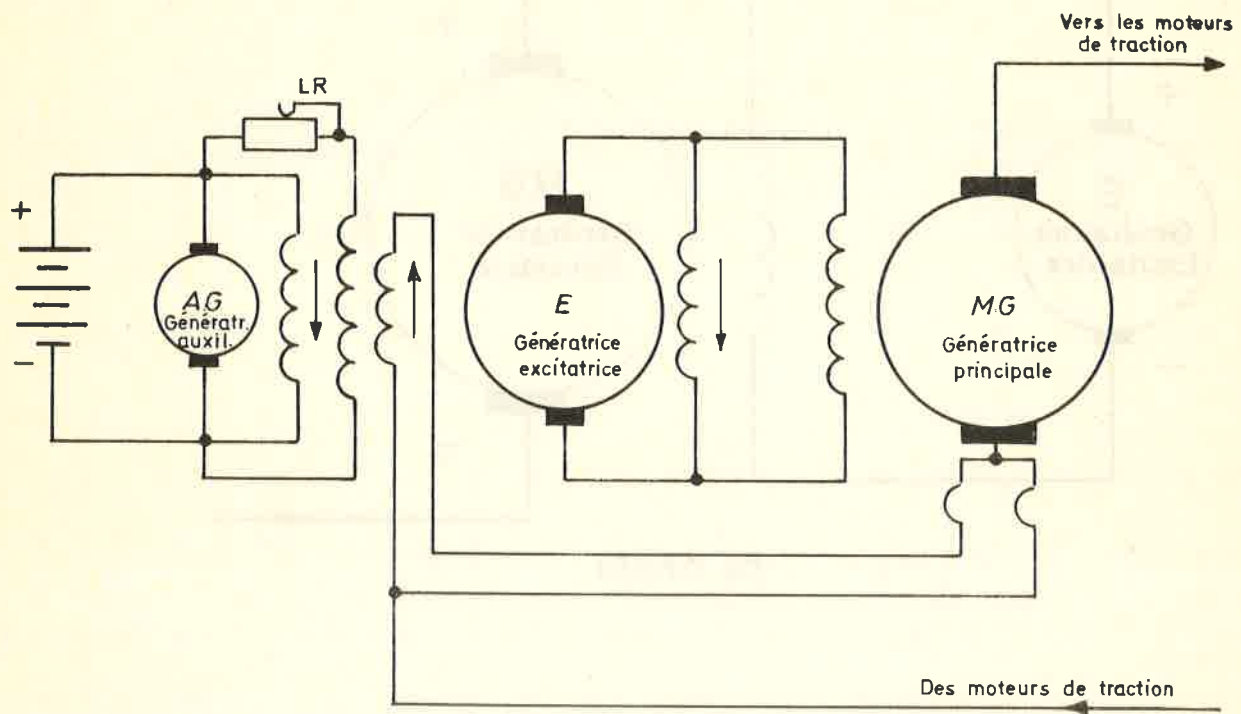 Vers les moteurs
de traction
LR
+
AG
Génératr.
auxil.
E
Génératrice
excitatrice
MG
Génératrice
principale
−
Des moteurs de traction